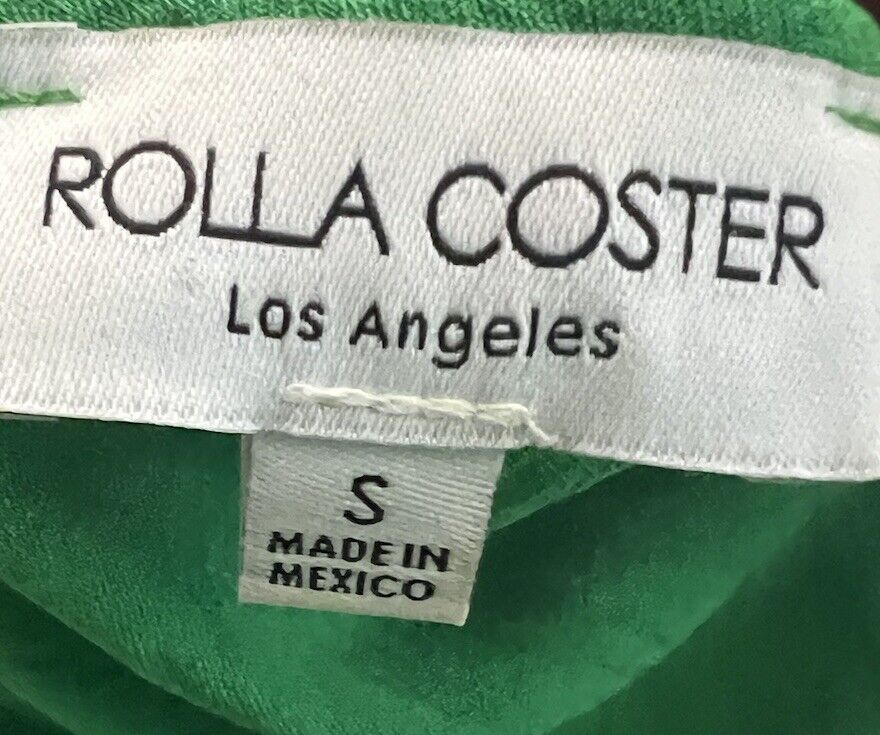 ROLLA COSTER
Los Angeles
S
MADE IN
MEXICO